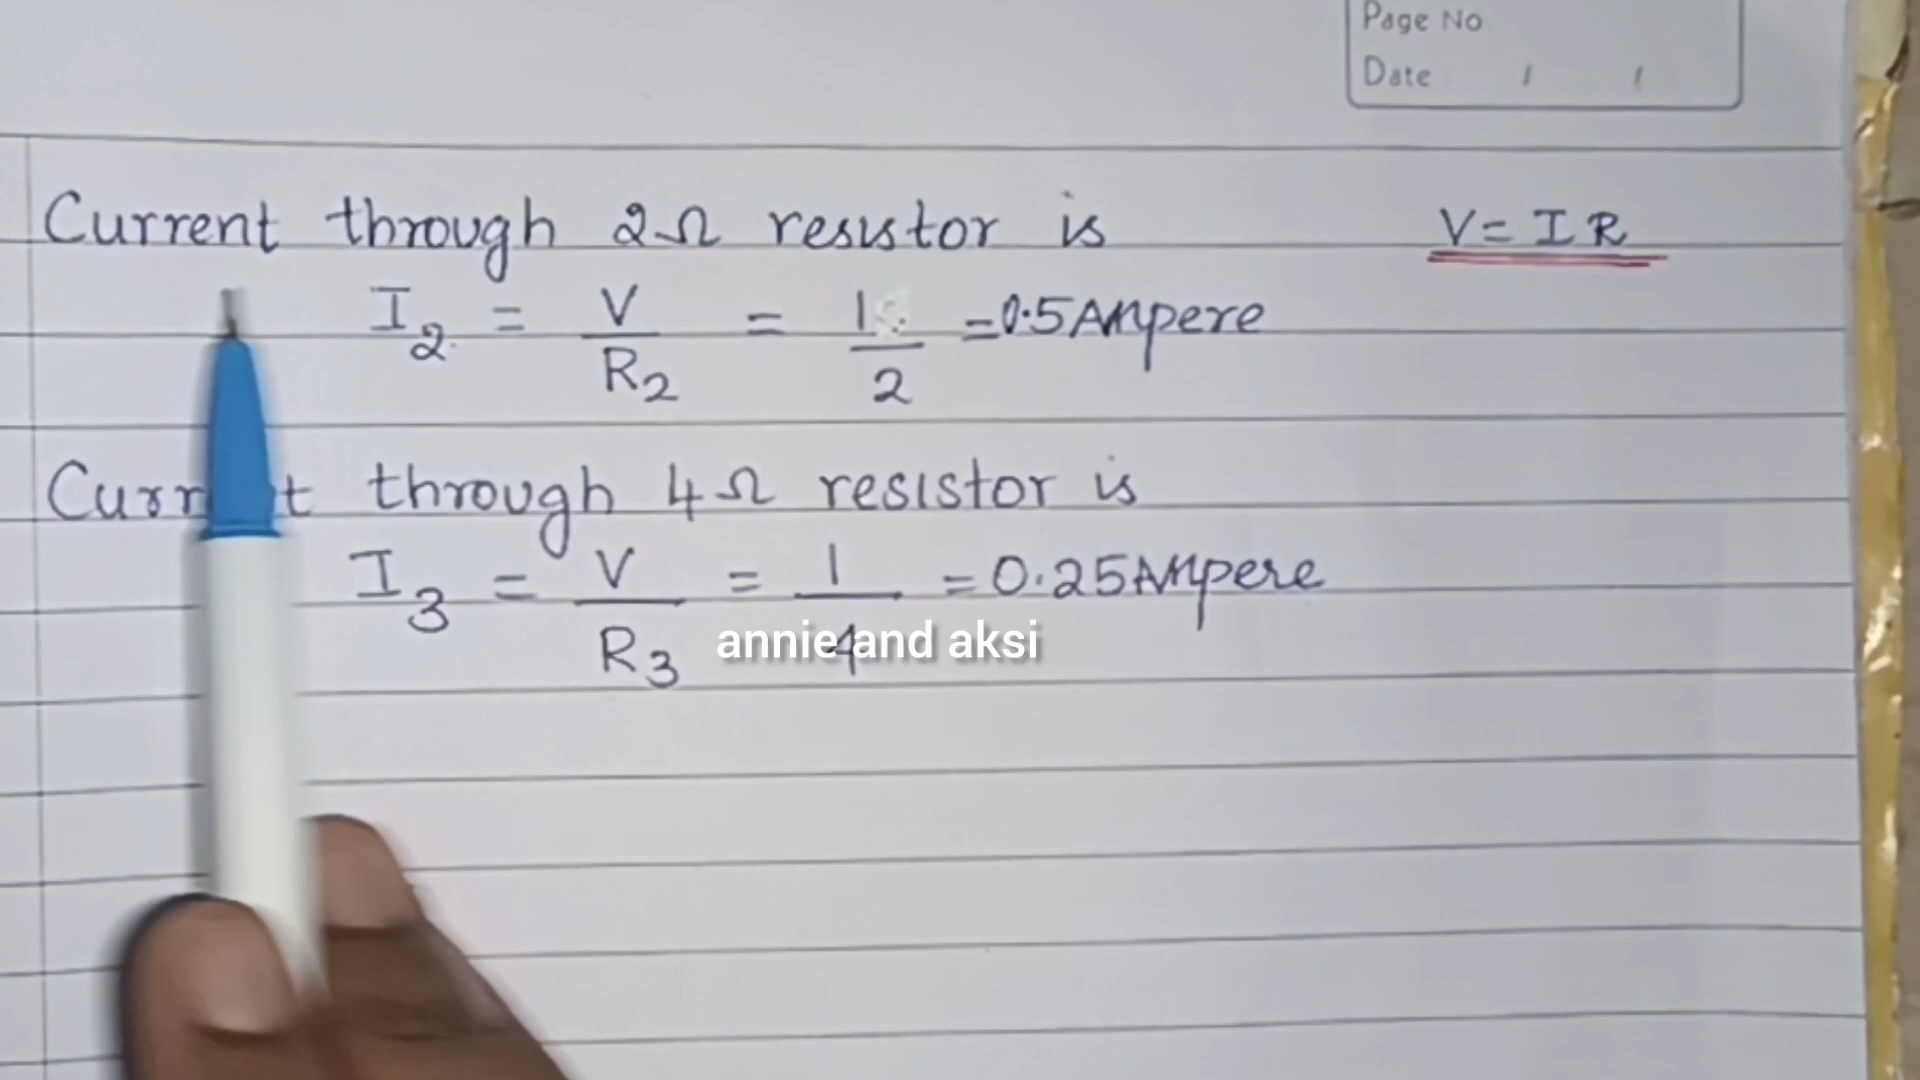 Page No
Date / /
Current through 2Ω resistor is V = IR
I₂ = V/R₂ = 1/2 = 0.5 Ampere
Current through 4Ω resistor is
I₃ = V/R₃ = 1/4 = 0.25 Ampere
annie and aksi